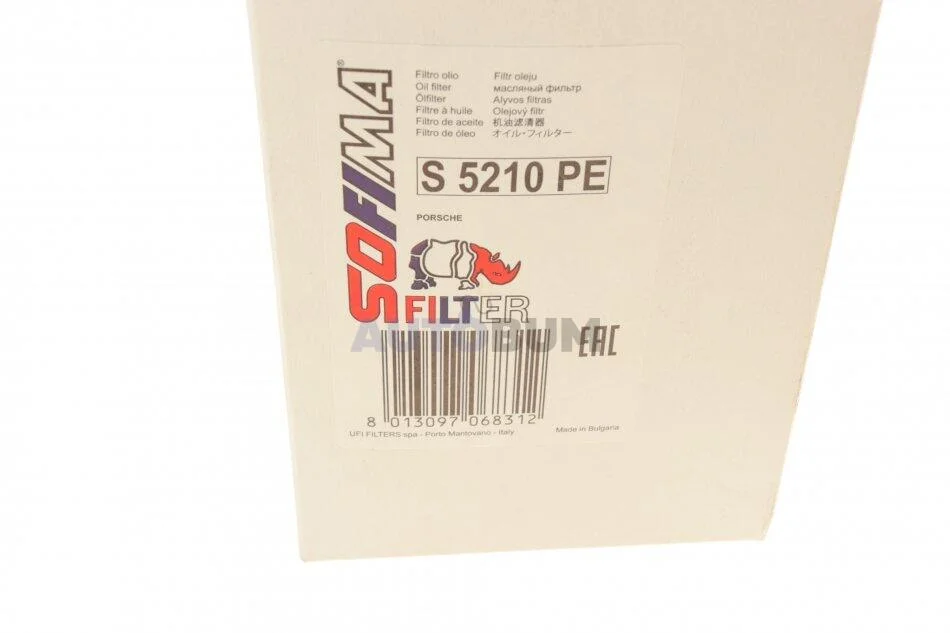 SOFIMA®
Filtro olio
Oil filter
Ölfilter
Filtre à huile
Filtro de aceite
Filtro de óleo
Filtr oleju
масляный фильтр
Alyvos filtras
Olejový filtr
机油滤清器
オイル・フィルター
S 5210 PE
PORSCHE
FILTER
AUTOBUM
EAC
8 013097 068312
UFI FILTERS spa - Porto Mantovano - Italy
Made in Bulgaria